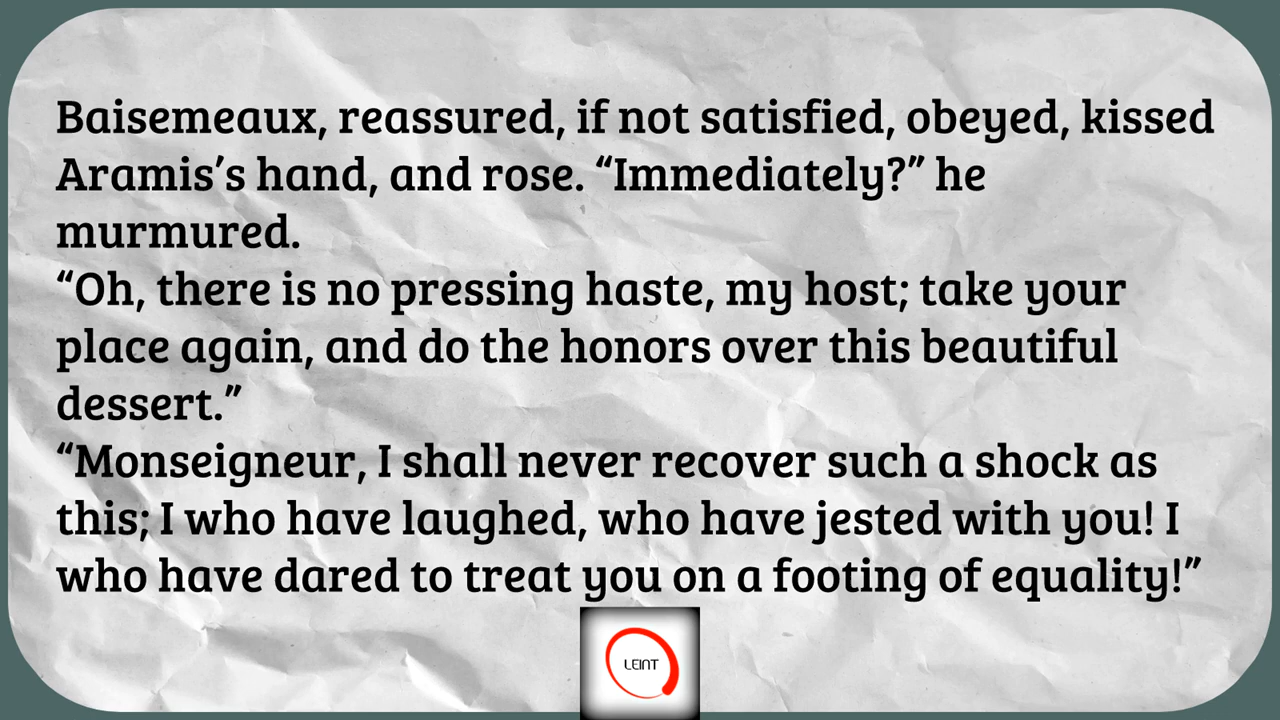 Baisemeaux, reassured, if not satisfied, obeyed, kissed
Aramis’s hand, and rose. “Immediately?” he
murmured.
“Oh, there is no pressing haste, my host; take your
place again, and do the honors over this beautiful
dessert.”
“Monseigneur, I shall never recover such a shock as
this; I who have laughed, who have jested with you! I
who have dared to treat you on a footing of equality!”
LEINT